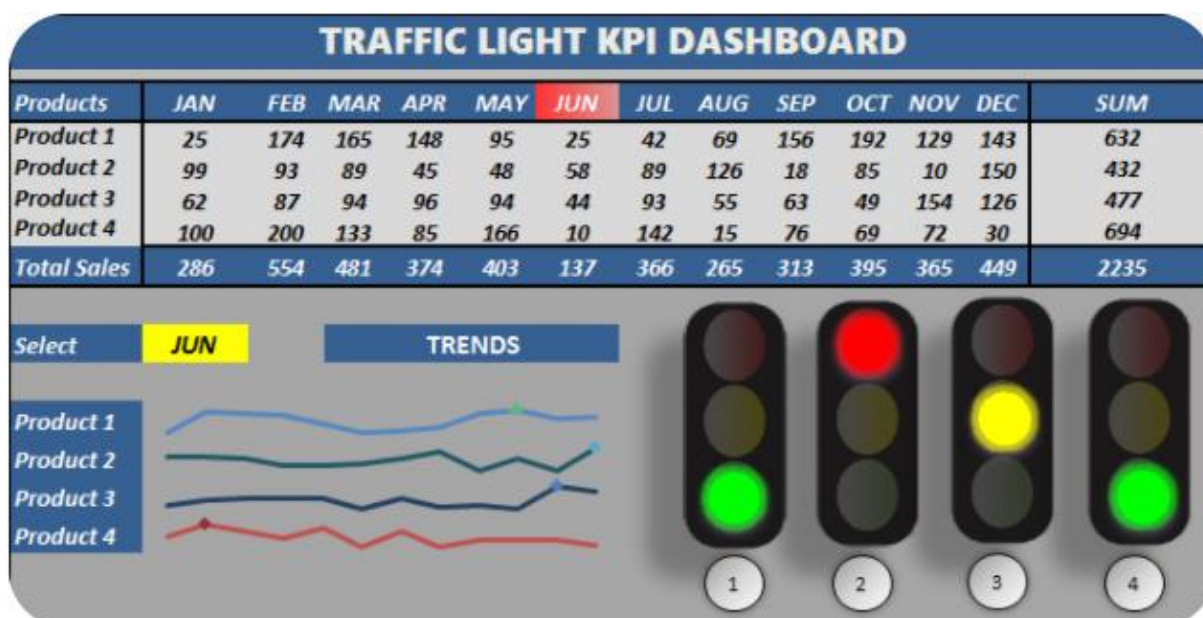 TRAFFIC LIGHT KPI DASHBOARD
Products JAN FEB MAR APR MAY JUN JUL AUG SEP OCT NOV DEC SUM
Product 1 25 174 165 148 95 25 42 69 156 192 129 143 632
Product 2 99 93 89 45 48 58 89 126 18 85 10 150 432
Product 3 62 87 94 96 94 44 93 55 63 49 154 126 477
Product 4 100 200 133 85 166 10 142 15 76 69 72 30 694
Total Sales 286 554 481 374 403 137 366 265 313 395 365 449 2235
Select JUN TRENDS
Product 1
Product 2
Product 3
Product 4
1 2 3 4